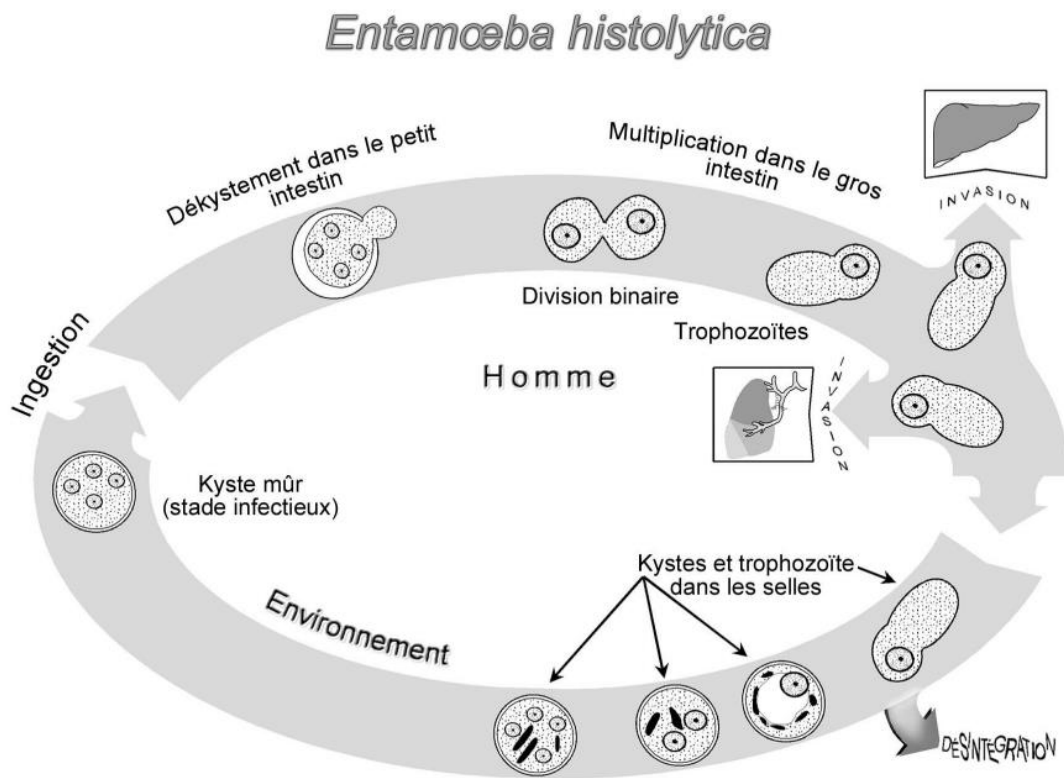 Entamœba histolytica
Dékystement dans le petit
intestin
Multiplication dans le gros
intestin
INVASION
Division binaire
Trophozoïtes
Ingestion
Homme
INVASION
Kyste mûr
(stade infectieux)
Kystes et trophozoïte
dans les selles
Environnement
DÉSINTÉGRATION